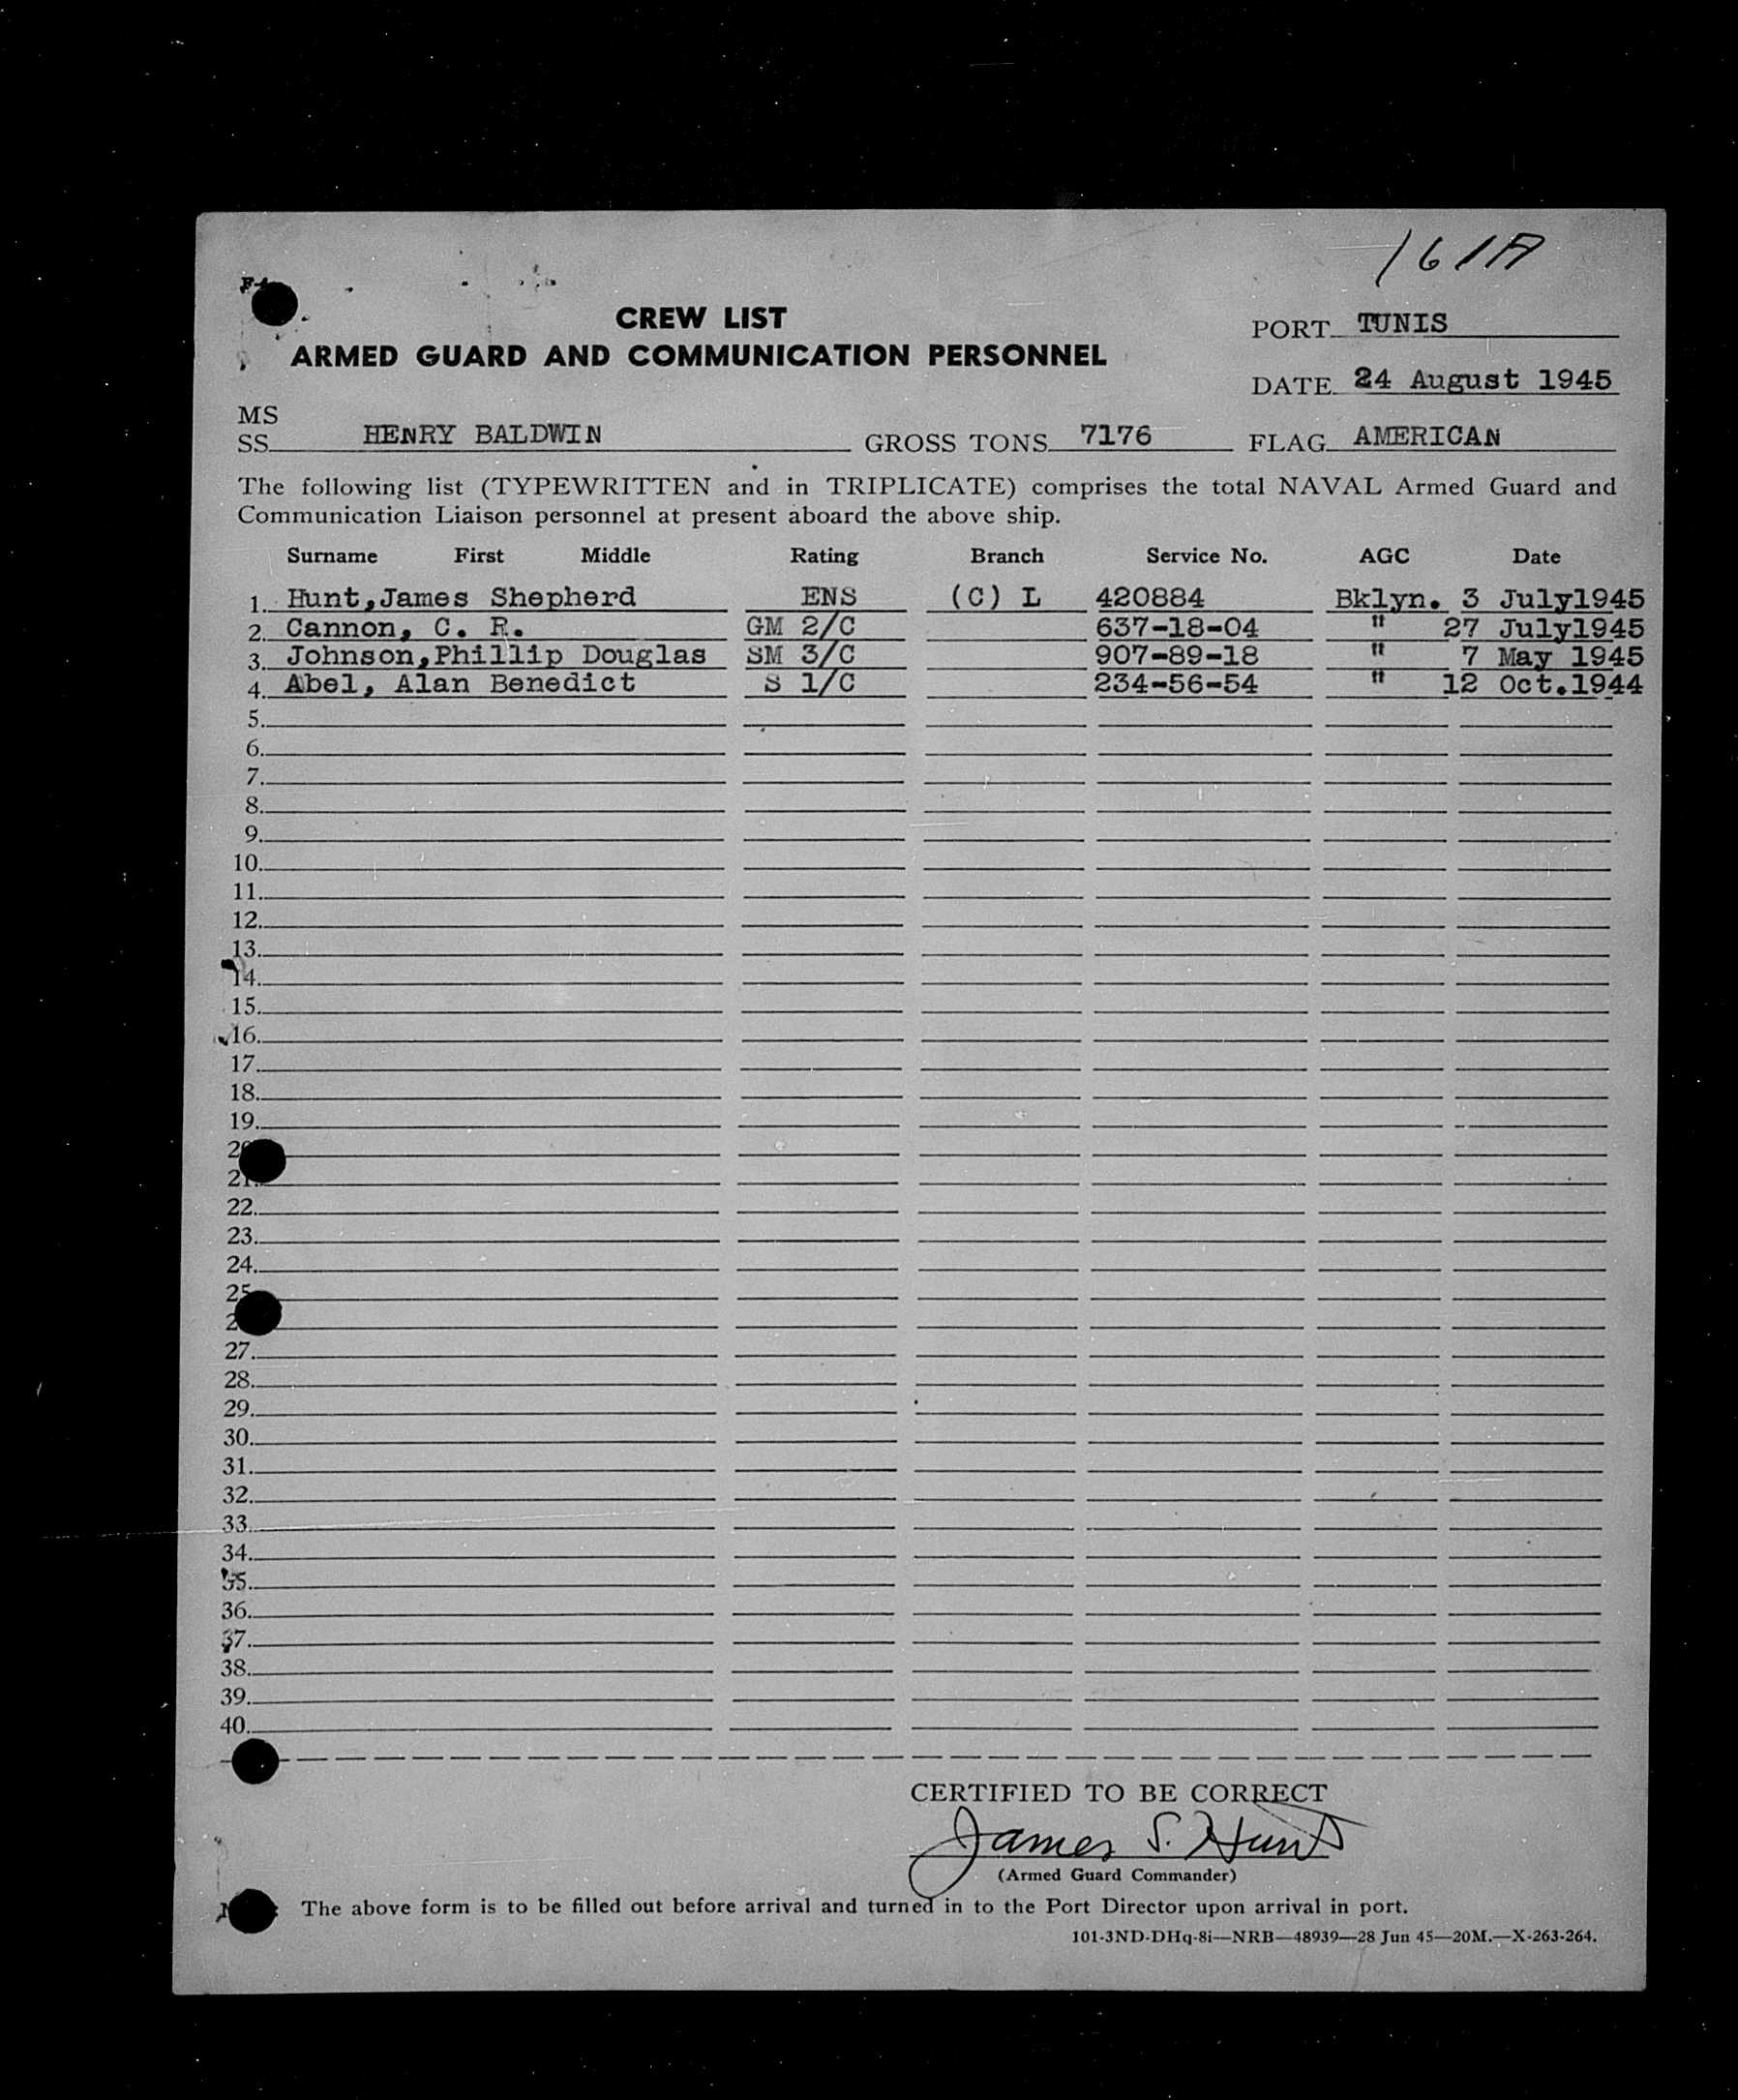 161A
CREW LIST
ARMED GUARD AND COMMUNICATION PERSONNEL
PORT TUNIS
DATE 24 August 1945
MS
SS HENRY BALDWIN GROSS TONS 7176 FLAG AMERICAN
The following list (TYPEWRITTEN and in TRIPLICATE) comprises the total NAVAL Armed Guard and
Communication Liaison personnel at present aboard the above ship.
Surname First Middle Rating Branch Service No. AGC Date
1. Hunt,James Shepherd ENS (C) L 420884 Bklyn. 3 July1945
2. Cannon, C. R. GM 2/C 637-18-04 " 27 July1945
3. Johnson,Phillip Douglas SM 3/C 907-89-18 " 7 May 1945
4. Abel, Alan Benedict S 1/C 234-56-54 " 12 Oct.1944
5.
6.
7.
8.
9.
10.
11.
12.
13.
14.
15.
16.
17.
18.
19.
20
21.
22.
23.
24.
25
2
27.
28.
29.
30.
31.
32.
33.
34.
35.
36.
37.
38.
39.
40.
CERTIFIED TO BE CORRECT
James S. Hunt
(Armed Guard Commander)
The above form is to be filled out before arrival and turned in to the Port Director upon arrival in port.
101-3ND-DHq-8i—NRB—48939—28 Jun 45—20M.—X-263-264.